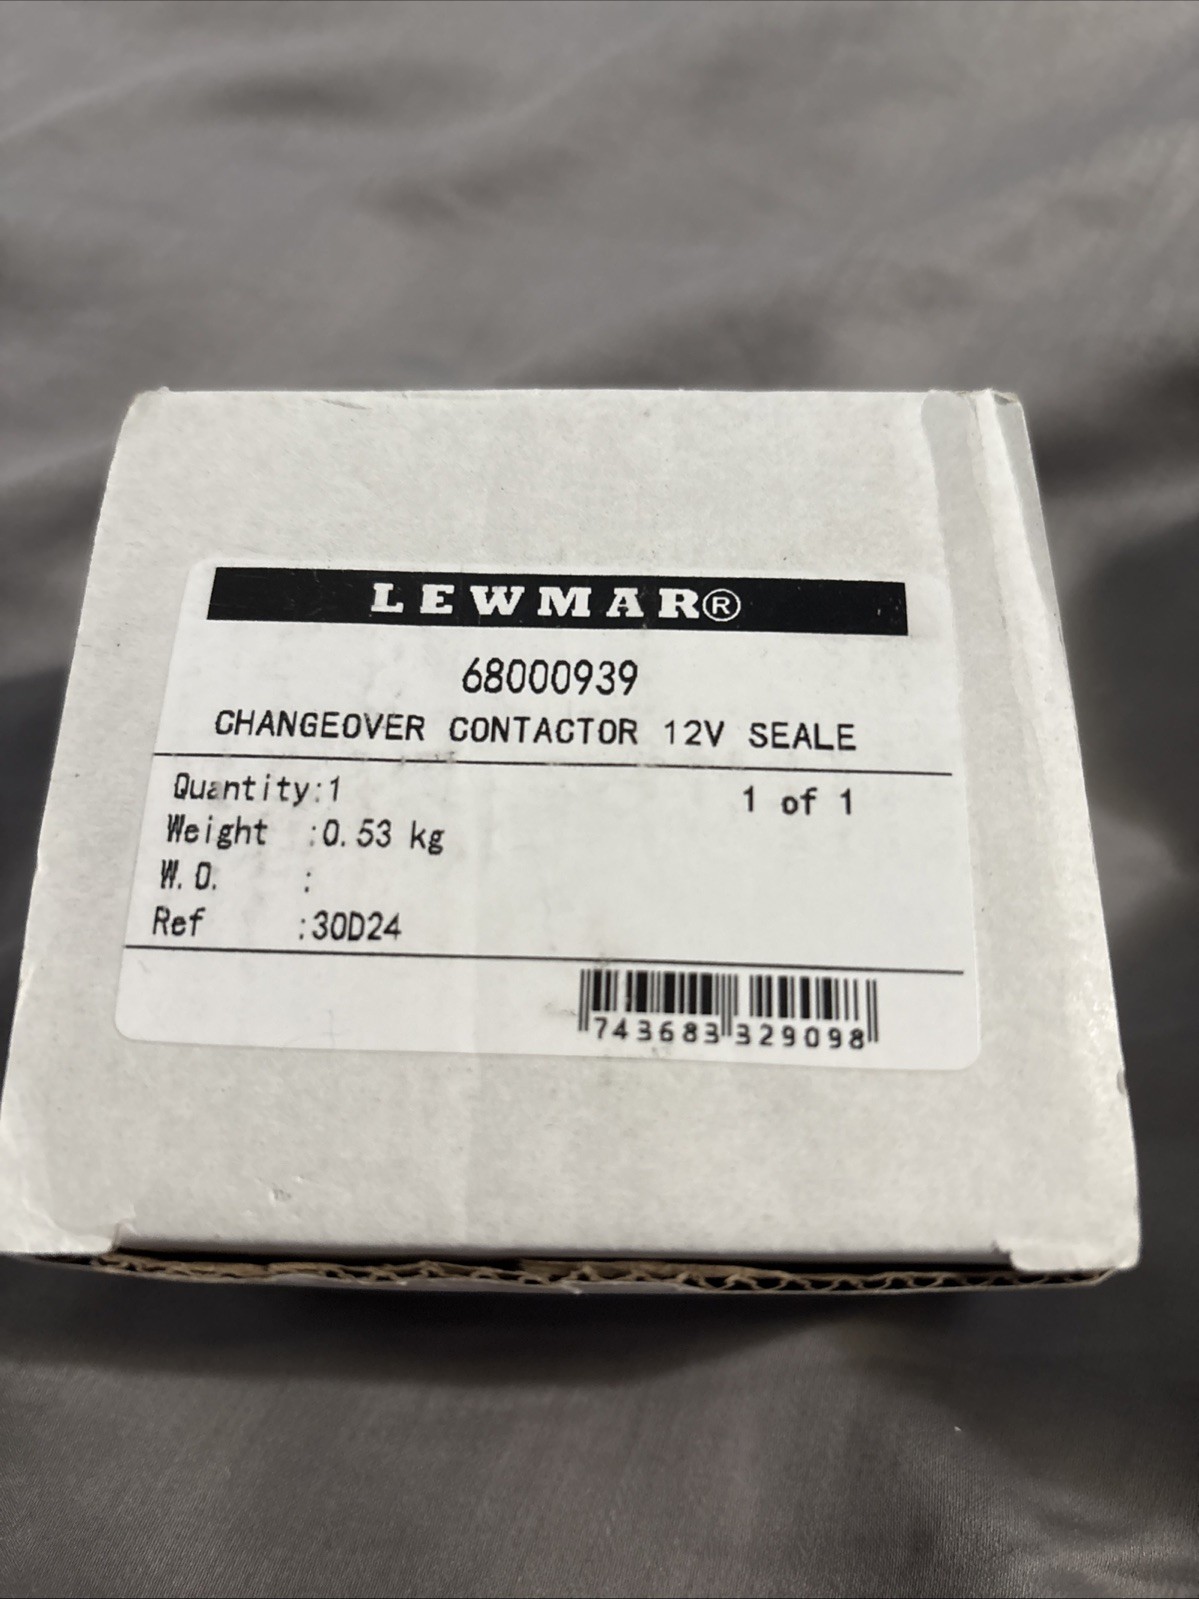 LEWMAR®
68000939
CHANGEOVER CONTACTOR 12V SEALE
Quantity:1 1 of 1
Weight :0.53 kg
W.O. :
Ref :30D24
743683 329098